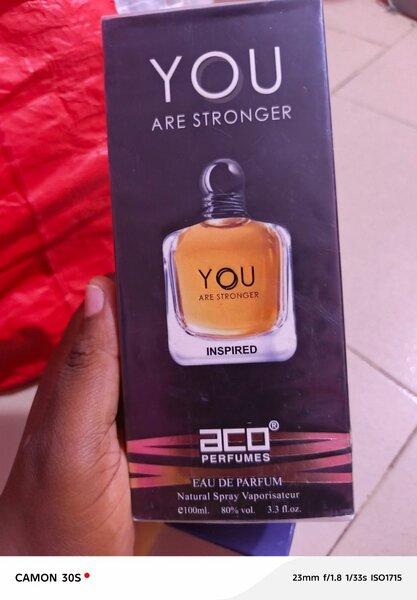 YOU
ARE STRONGER
YOU
ARE STRONGER
INSPIRED
aco®
PERFUMES
EAU DE PARFUM
Natural Spray Vaporisateur
℮100ml. 80% vol. 3.3 fl.oz.
CAMON 30S 23mm f/1.8 1/33s ISO1715